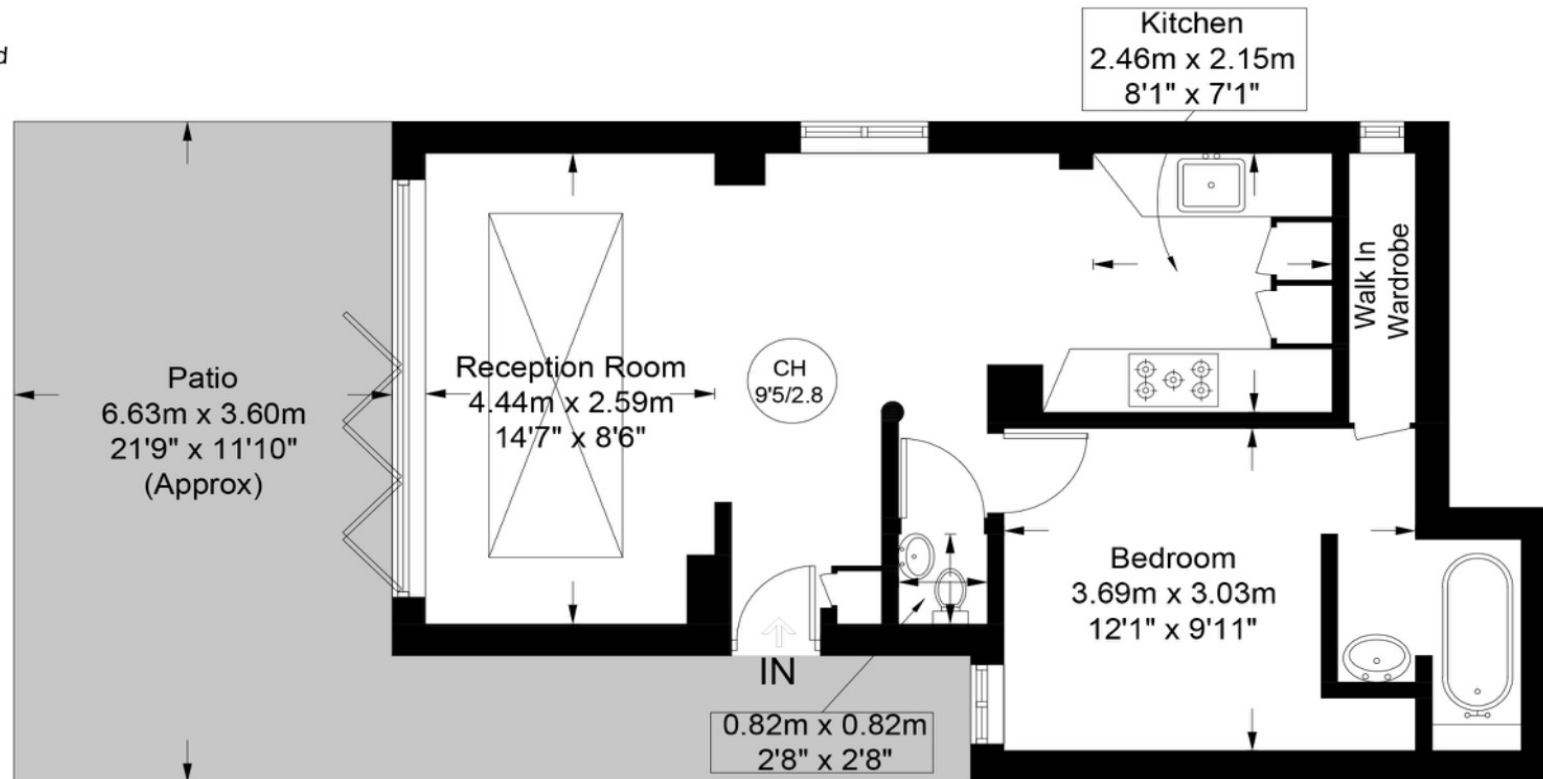 d
Kitchen
2.46m x 2.15m
8'1" x 7'1"
Patio
6.63m x 3.60m
21'9" x 11'10"
(Approx)
Reception Room
4.44m x 2.59m
14'7" x 8'6"
CH
9'5/2.8
Walk In
Wardrobe
Bedroom
3.69m x 3.03m
12'1" x 9'11"
IN
0.82m x 0.82m
2'8" x 2'8"